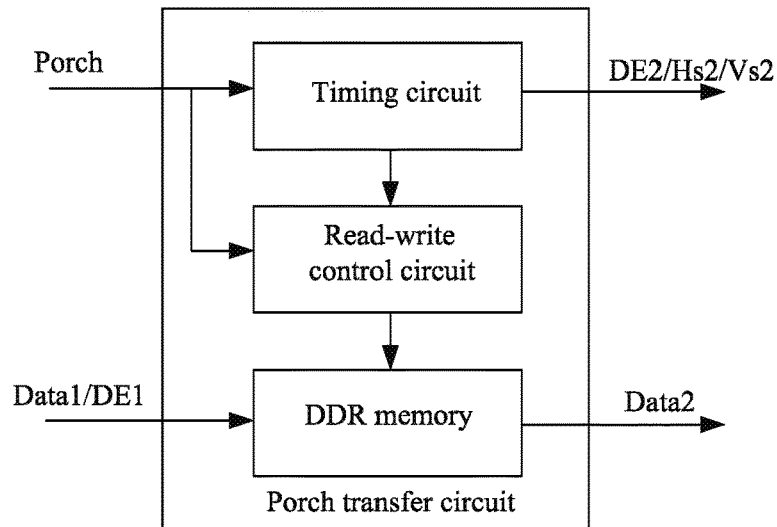 Porch
Timing circuit
DE2/Hs2/Vs2
Read-write
control circuit
Data1/DE1
DDR memory
Data2
Porch transfer circuit